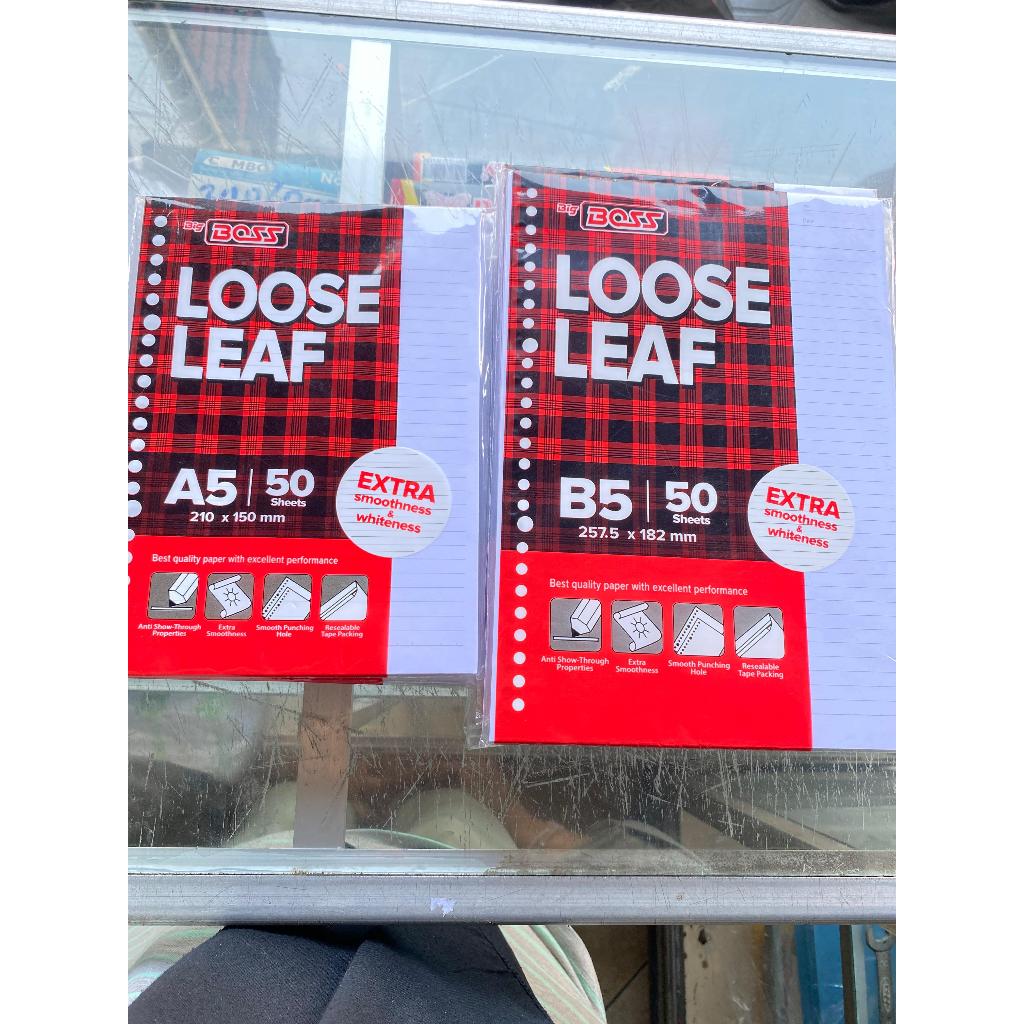 Big BOSS
LOOSE
LEAF
A5 | 50
Sheets
210 x 150 mm
EXTRA
smoothness
&
whiteness
Best quality paper with excellent performance
Anti Show-Through
Properties
Extra
Smoothness
Smooth Punching
Hole
Resealable
Tape Packing
Big BOSS
LOOSE
LEAF
B5 | 50
Sheets
257.5 x 182 mm
EXTRA
smoothness
&
whiteness
Best quality paper with excellent performance
Anti Show-Through
Properties
Extra
Smoothness
Smooth Punching
Hole
Resealable
Tape Packing